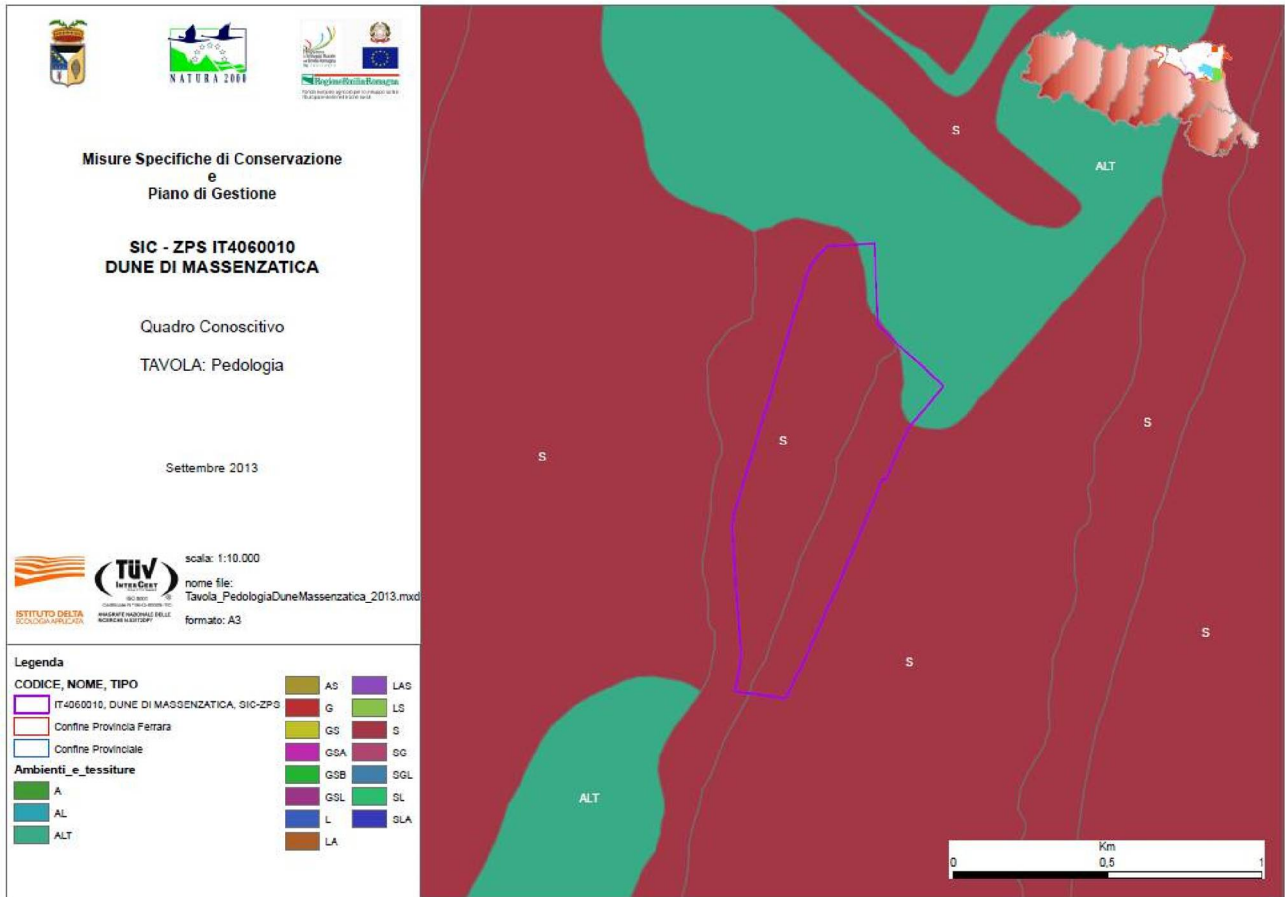 NATURA 2000
RegioneEmiliaRomagna
Misure Specifiche di Conservazione
e
Piano di Gestione
SIC - ZPS IT4060010
DUNE DI MASSENZATICA
Quadro Conoscitivo
TAVOLA: Pedologia
Settembre 2013
ISTITUTO DELTA
ECOLOGIA APPLICATA
TÜV
INTERCERT
scala: 1:10.000
nome file:
Tavola_PedologiaDuneMassenzatica_2013.mxd
formato: A3
Legenda
CODICE, NOME, TIPO
IT4060010, DUNE DI MASSENZATICA, SIC-ZPS
Confine Provincia Ferrara
Confine Provinciale
Ambienti_e_tessiture
A
AL
ALT
AS
G
GS
GSA
GSB
GSL
L
LA
LAS
LS
S
SG
SGL
SL
SLA
S
ALT
S
S
S
S
S
ALT
Km
0
0,5
1